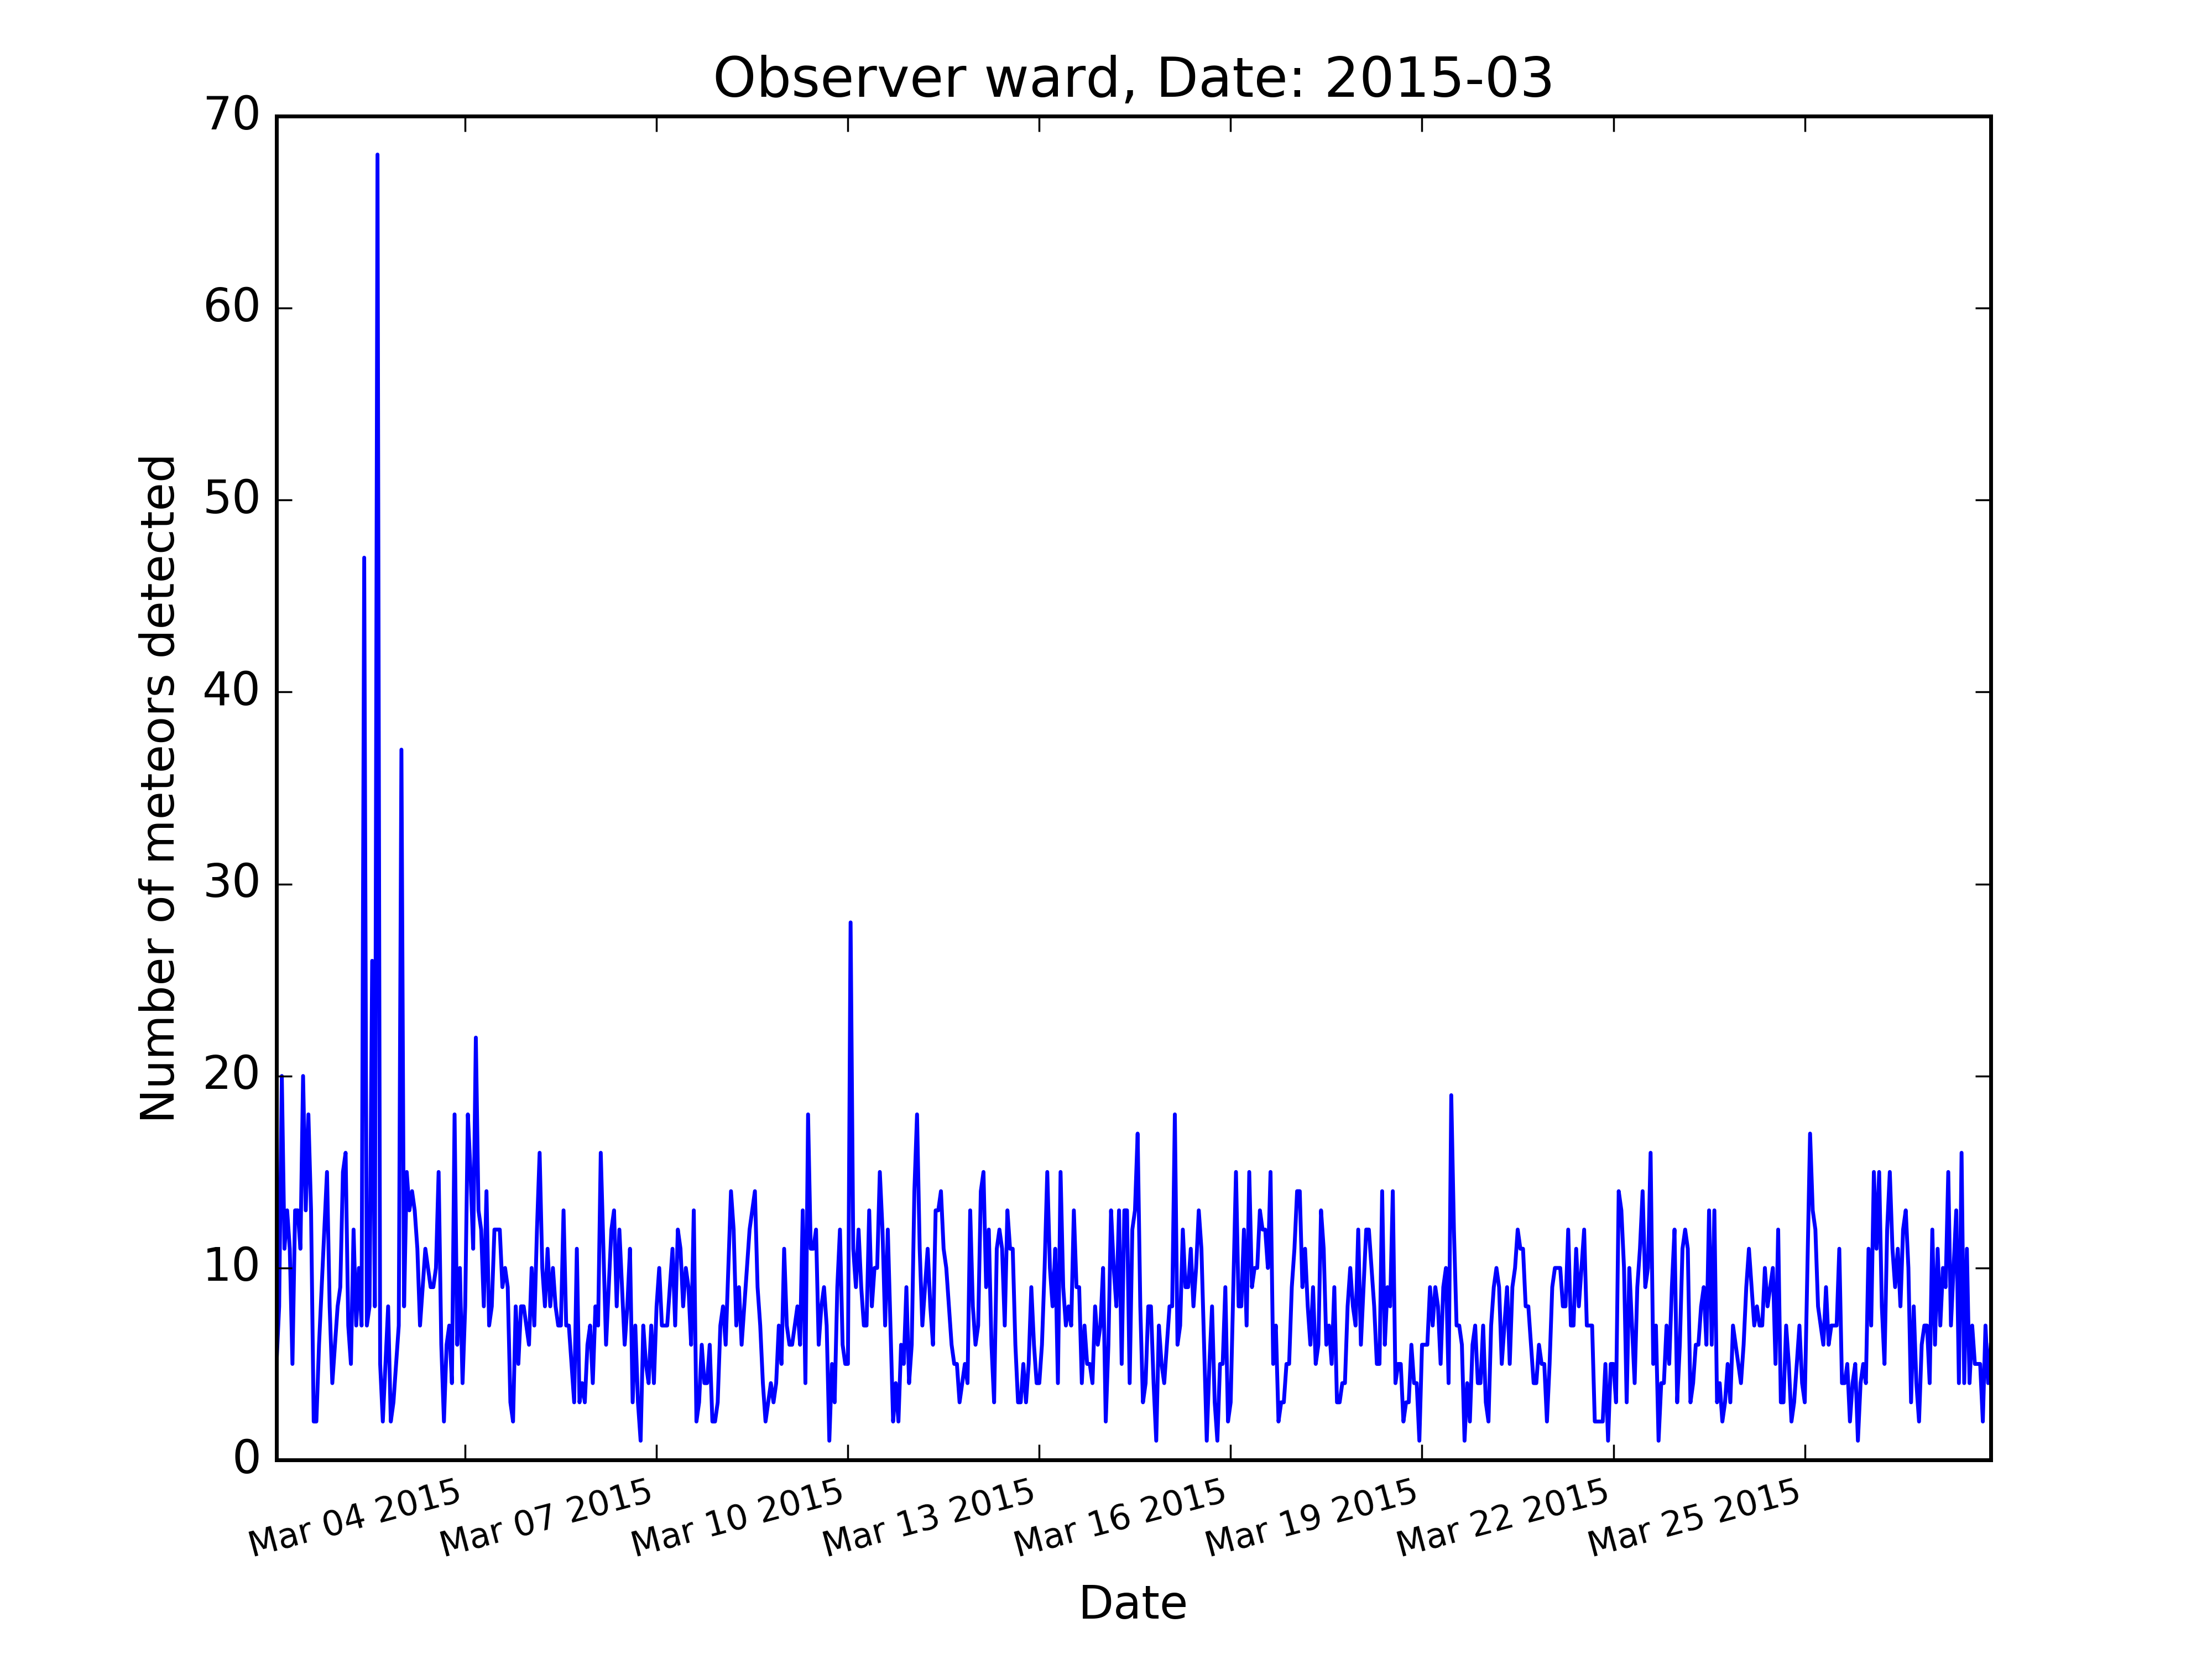 Observer ward, Date: 2015-03
Number of meteors detected
70
60
50
40
30
20
10
0
Mar 04 2015
Mar 07 2015
Mar 10 2015
Mar 13 2015
Mar 16 2015
Mar 19 2015
Mar 22 2015
Mar 25 2015
Date